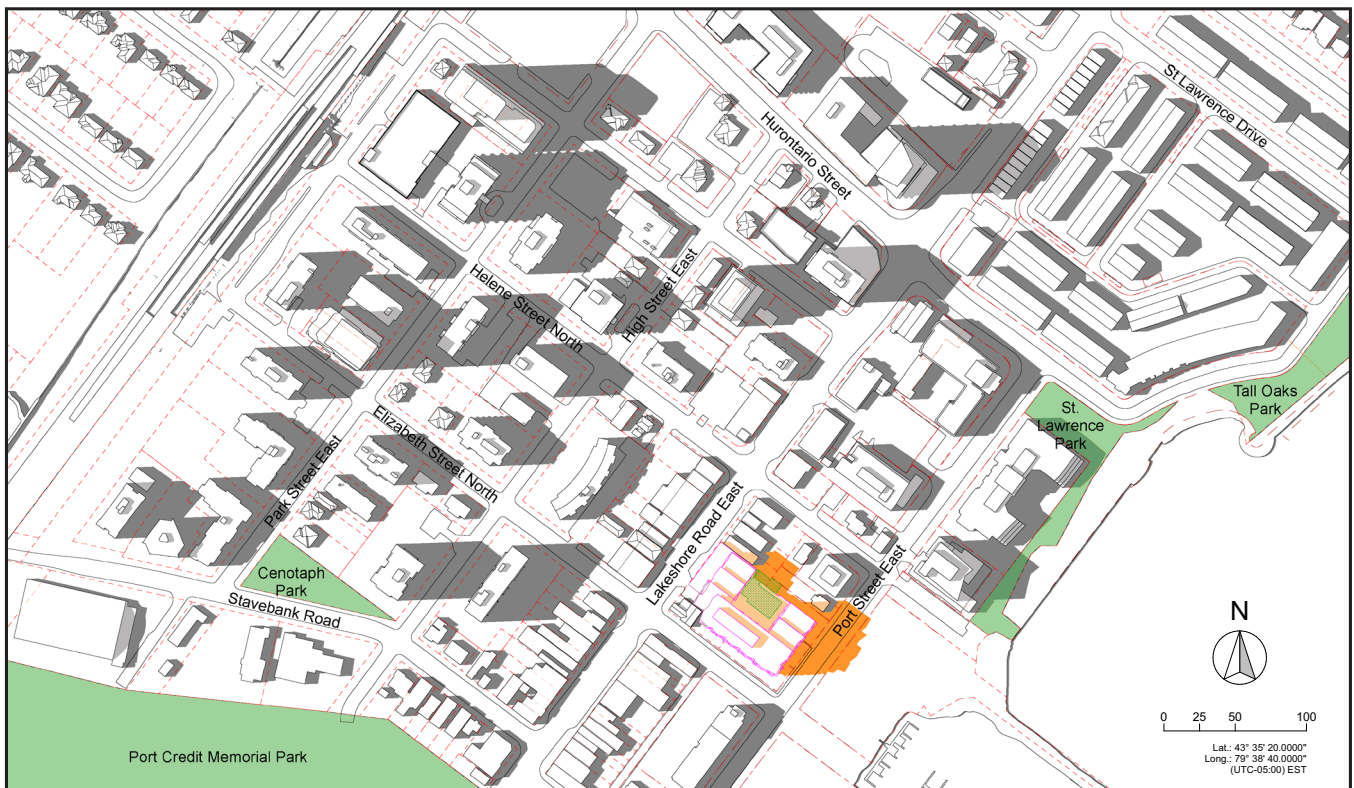 St Lawrence Drive
Hurontario Street
High Street East
Helene Street North
Tall Oaks
Park
St.
Lawrence
Park
Elizabeth Street North
Park Street East
Lakeshore Road East
Port Street East
Cenotaph
Park
Stavebank Road
N
0 25 50 100
Port Credit Memorial Park
Lat.: 43° 35' 20.0000"
Long.: 79° 38' 40.0000"
(UTC-05:00) EST